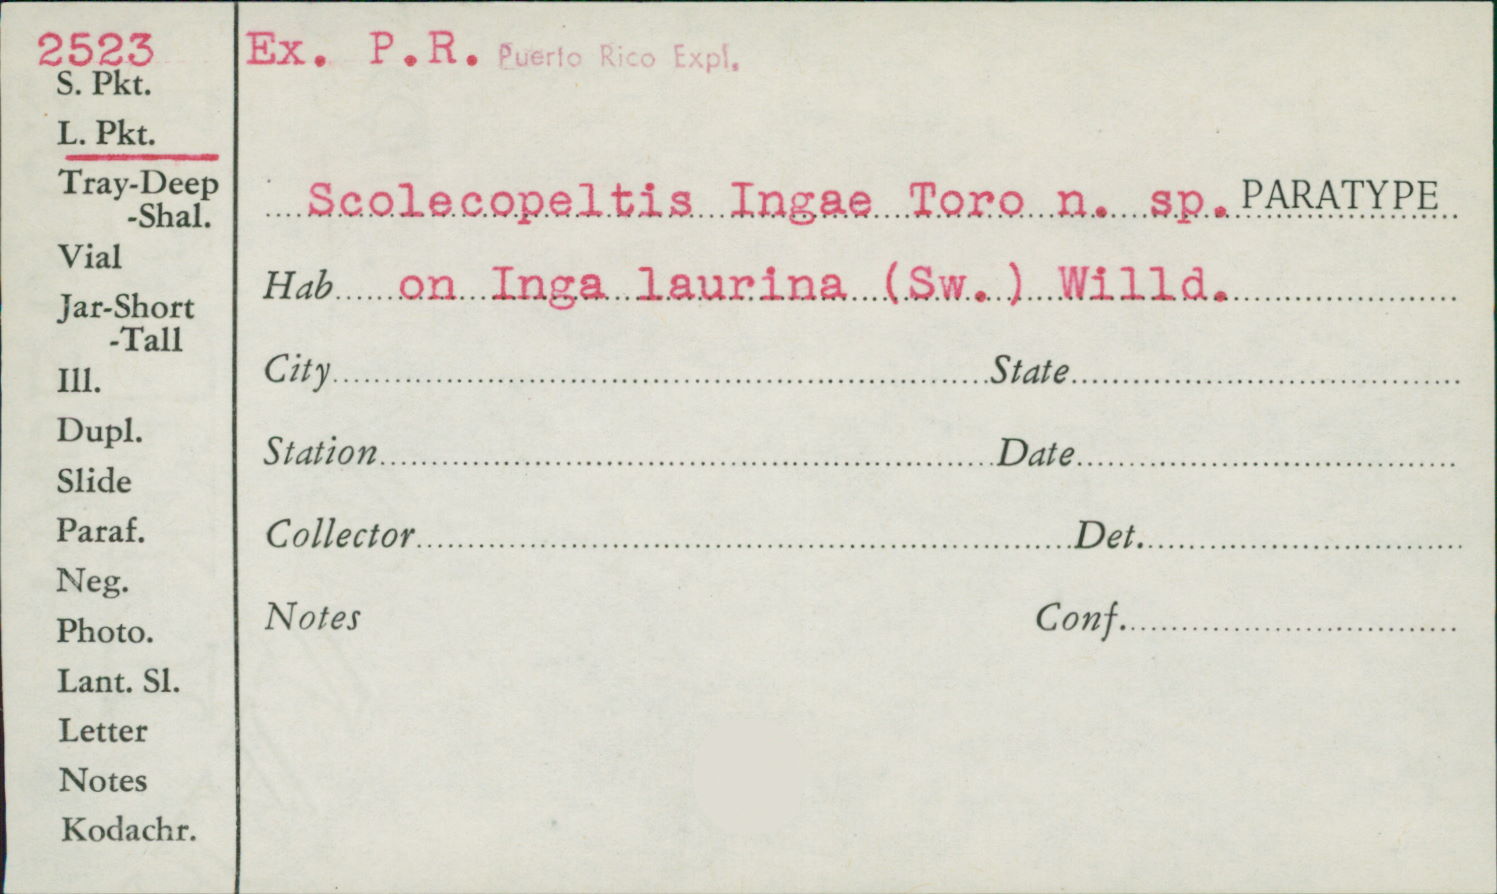 2523
S. Pkt.
L. Pkt.
Tray-Deep
-Shal.
Vial
Jar-Short
-Tall
Ill.
Dupl.
Slide
Paraf.
Neg.
Photo.
Lant. Sl.
Letter
Notes
Kodachr.
Ex. P.R. Puerto Rico Expl.
Scolecopeltis Ingae Toro n. sp. PARATYPE
Hab on Inga laurina (Sw.) Willd.
City State
Station Date
Collector Det.
Notes Conf.